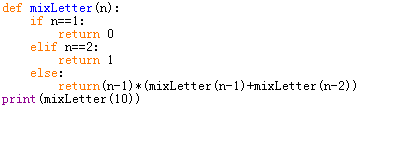 def mixLetter(n):
    if n==1:
        return 0
    elif n==2:
        return 1
    else:
        return(n-1)*(mixLetter(n-1)+mixLetter(n-2))
print(mixLetter(10))